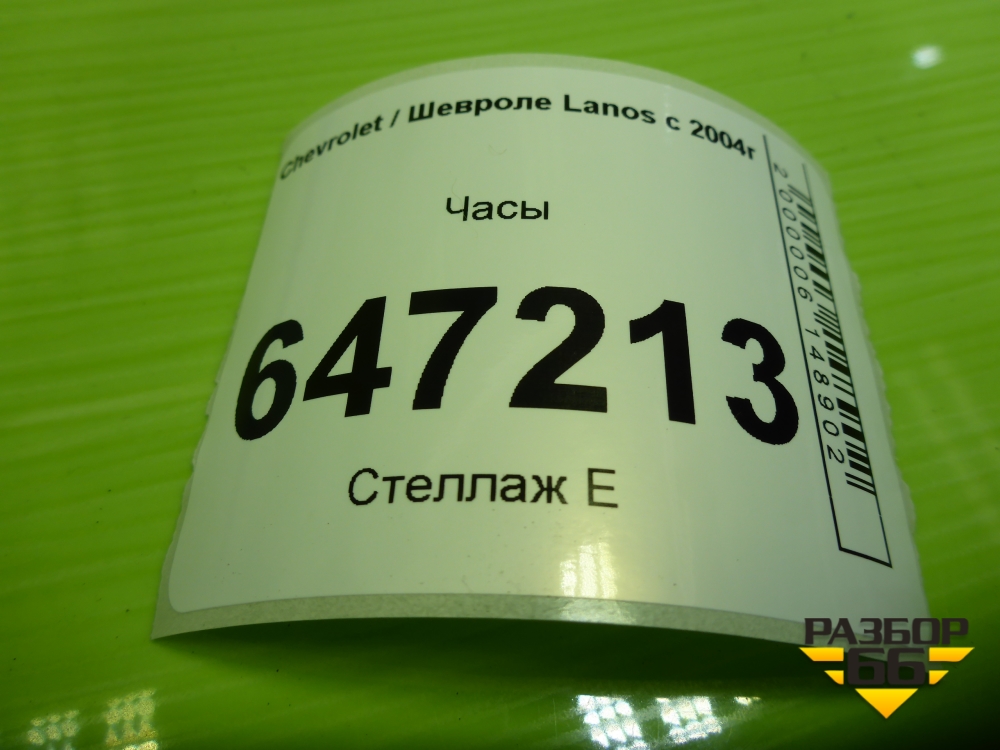 Chevrolet / Шевроле Lanos с 2004г
Часы
647213
Стеллаж Е
2000006148902
РАЗБОР
66